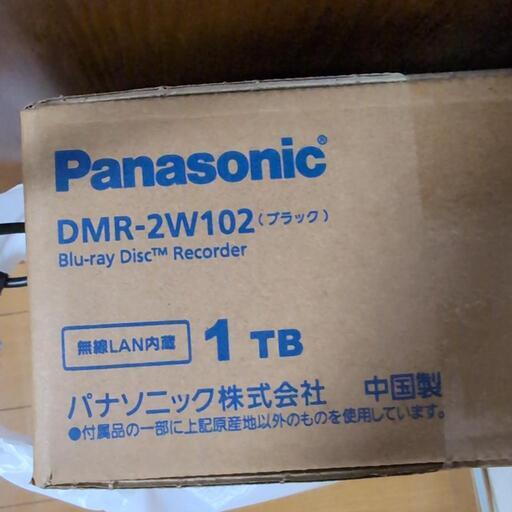 Panasonic®
DMR-2W102（ブラック）
Blu-ray Disc™ Recorder
無線LAN内蔵 1 TB
パナソニック株式会社 中国製
●付属品の一部に上記原産地以外のものを使用しています。